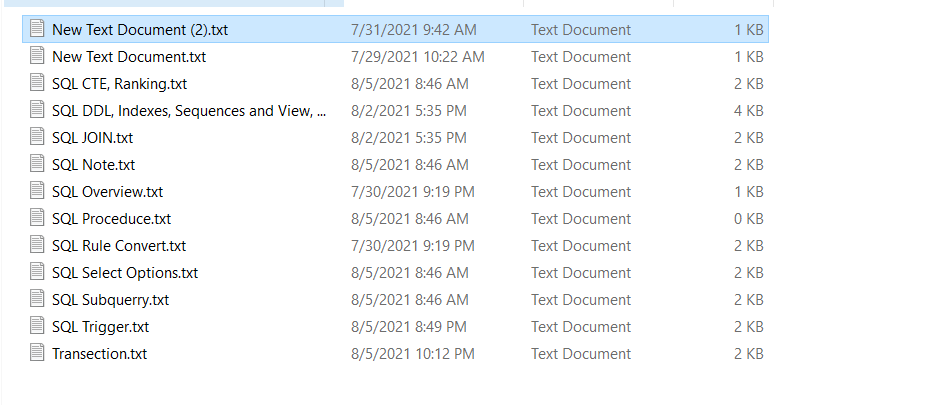 New Text Document (2).txt 7/31/2021 9:42 AM Text Document 1 KB
New Text Document.txt 7/29/2021 10:22 AM Text Document 1 KB
SQL CTE, Ranking.txt 8/5/2021 8:46 AM Text Document 2 KB
SQL DDL, Indexes, Sequences and View, ... 8/2/2021 5:35 PM Text Document 4 KB
SQL JOIN.txt 8/2/2021 5:35 PM Text Document 2 KB
SQL Note.txt 8/5/2021 8:46 AM Text Document 2 KB
SQL Overview.txt 7/30/2021 9:19 PM Text Document 1 KB
SQL Proceduce.txt 8/5/2021 8:46 AM Text Document 0 KB
SQL Rule Convert.txt 7/30/2021 9:19 PM Text Document 2 KB
SQL Select Options.txt 8/5/2021 8:46 AM Text Document 2 KB
SQL Subquerry.txt 8/5/2021 8:46 AM Text Document 2 KB
SQL Trigger.txt 8/5/2021 8:49 PM Text Document 2 KB
Transection.txt 8/5/2021 10:12 PM Text Document 2 KB